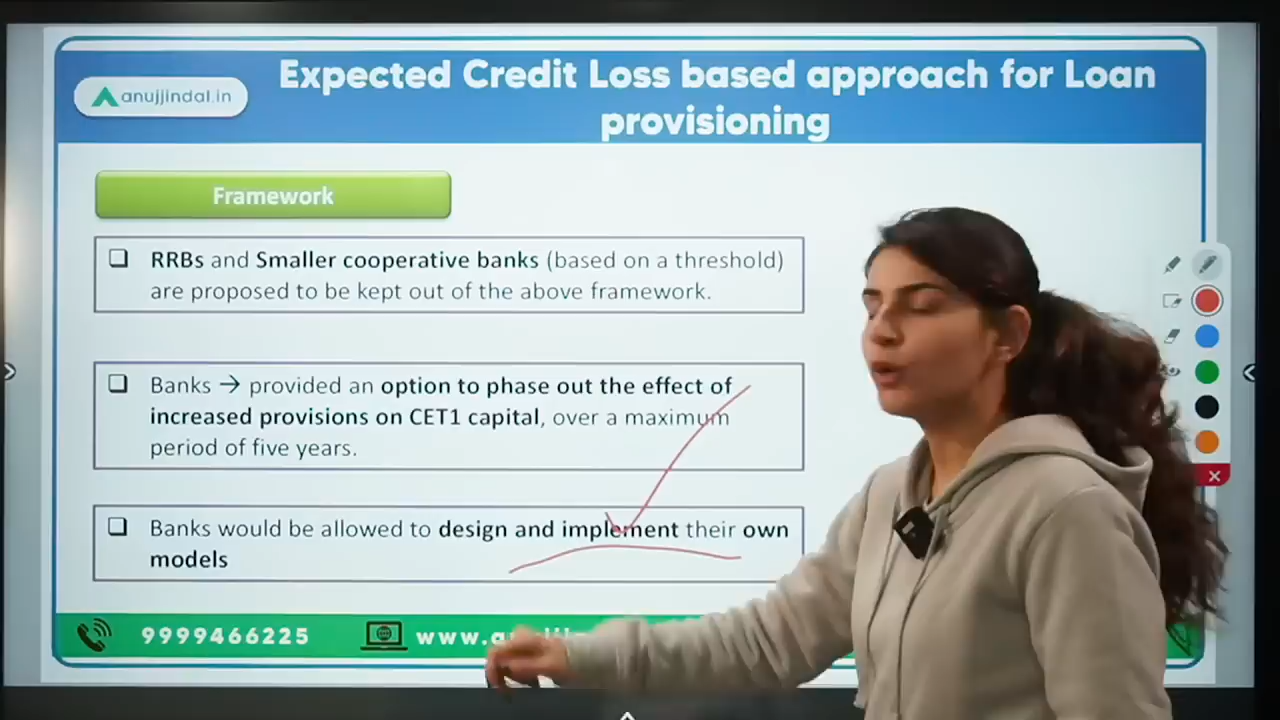 anujjindal.in
Expected Credit Loss based approach for Loan
provisioning
Framework
❑ RRBs and Smaller cooperative banks (based on a threshold)
are proposed to be kept out of the above framework.
❑ Banks → provided an option to phase out the effect of
increased provisions on CET1 capital, over a maximum
period of five years.
❑ Banks would be allowed to design and implement their own
models
9999466225